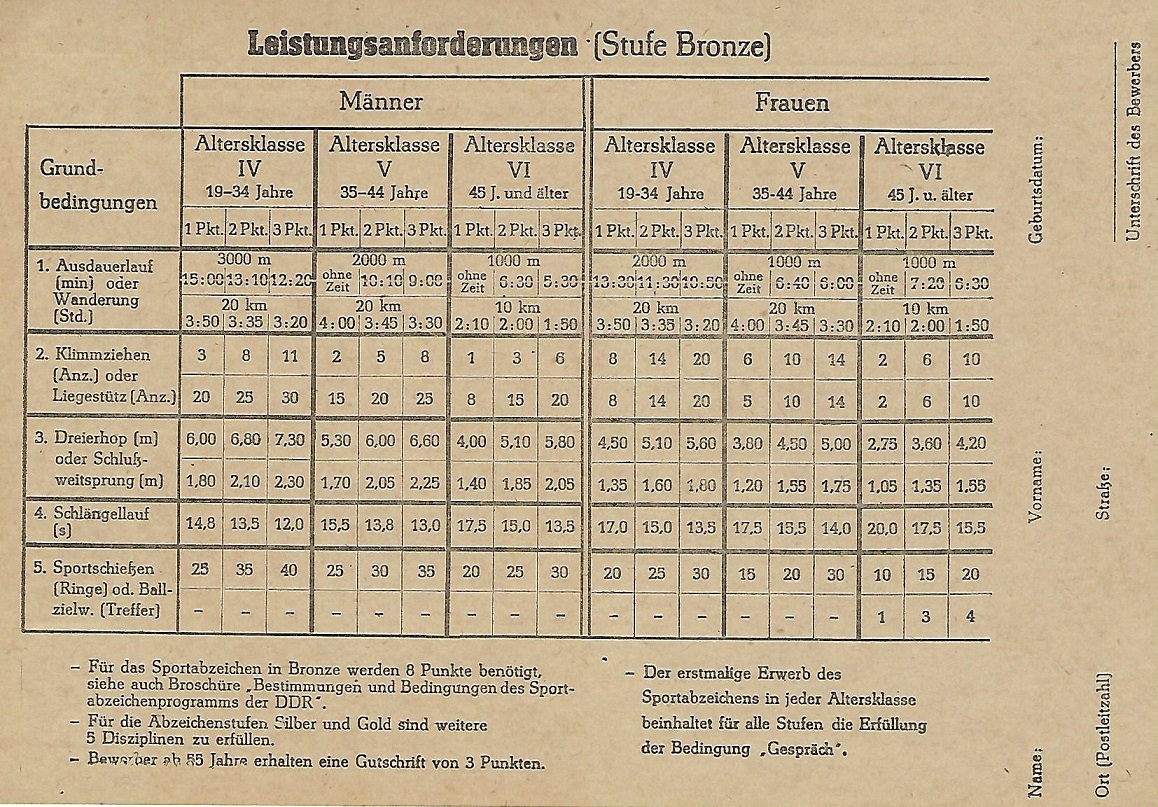 Leistungsanforderungen (Stufe Bronze)
Männer Frauen
Grund-
bedingungen
Altersklasse Altersklasse Altersklasse Altersklasse Altersklasse Altersklasse
IV V VI IV V VI
19–34 Jahre 35–44 Jahre 45 J. und älter 19-34 Jahre 35-44 Jahre 45 J. u. älter
1 Pkt. 2 Pkt. 3 Pkt. 1 Pkt. 2 Pkt. 3 Pkt. 1 Pkt. 2 Pkt. 3 Pkt. 1 Pkt. 2 Pkt. 3 Pkt. 1 Pkt. 2 Pkt. 3 Pkt. 1 Pkt. 2 Pkt. 3 Pkt.
1. Ausdauerlauf
(min) oder
Wanderung
(Std.)
3000 m 2000 m 1000 m 2000 m 1000 m 1000 m
15:00 13:10 12:20 ohne Zeit 10:10 9:00 ohne Zeit 6:30 5:30 13:30 11:30 10:50 ohne Zeit 6:40 6:00 ohne Zeit 7:20 6:30
20 km 20 km 10 km 20 km 20 km 10 km
3:50 3:35 3:20 4:00 3:45 3:30 2:10 2:00 1:50 3:50 3:35 3:20 4:00 3:45 3:30 2:10 2:00 1:50
2. Klimmziehen 3 8 11 2 5 8 1 3 6 8 14 20 6 10 14 2 6 10
(Anz.) oder
Liegestütz (Anz.) 20 25 30 15 20 25 8 15 20 8 14 20 5 10 14 2 6 10
3. Dreierhop (m) 6,00 6,80 7,30 5,30 6,00 6,60 4,00 5,10 5,80 4,50 5,10 5,60 3,80 4,50 5,00 2,75 3,60 4,20
oder Schluß-
weitsprung (m) 1,80 2,10 2,30 1,70 2,05 2,25 1,40 1,85 2,05 1,35 1,60 1,80 1,20 1,55 1,75 1,05 1,35 1,55
4. Schlängellauf
(s) 14,8 13,5 12,0 15,5 13,8 13,0 17,5 15,0 13,5 17,0 15,0 13,5 17,5 15,5 14,0 20,0 17,5 15,5
5. Sportschießen 25 35 40 25 30 35 20 25 30 20 25 30 15 20 30 10 15 20
(Ringe) od. Ball-
zielw. (Treffer) – – – – – – – – – – – – – – – 1 3 4
– Für das Sportabzeichen in Bronze werden 8 Punkte benötigt,
siehe auch Broschüre „Bestimmungen und Bedingungen des Sport-
abzeichenprogramms der DDR".
– Für die Abzeichenstufen Silber und Gold sind weitere
5 Disziplinen zu erfüllen.
– Bewerber ab 55 Jahre erhalten eine Gutschrift von 3 Punkten.
– Der erstmalige Erwerb des
Sportabzeichens in jeder Altersklasse
beinhaltet für alle Stufen die Erfüllung
der Bedingung „Gespräch".
Name: Vorname: Geburtsdatum:
Ort (Postleitzahl) Straße:
Unterschrift des Bewerbers